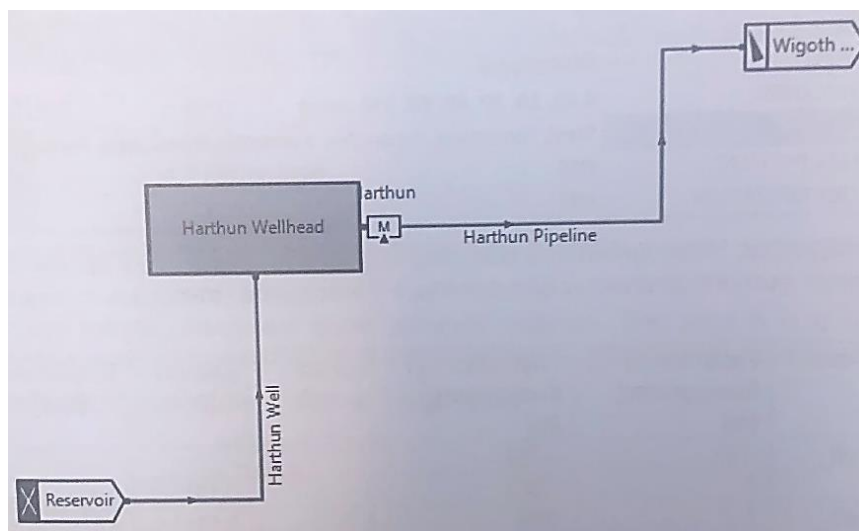 Wigoth ...
arthun
Harthun Wellhead
M
Harthun Pipeline
Harthun Well
Reservoir